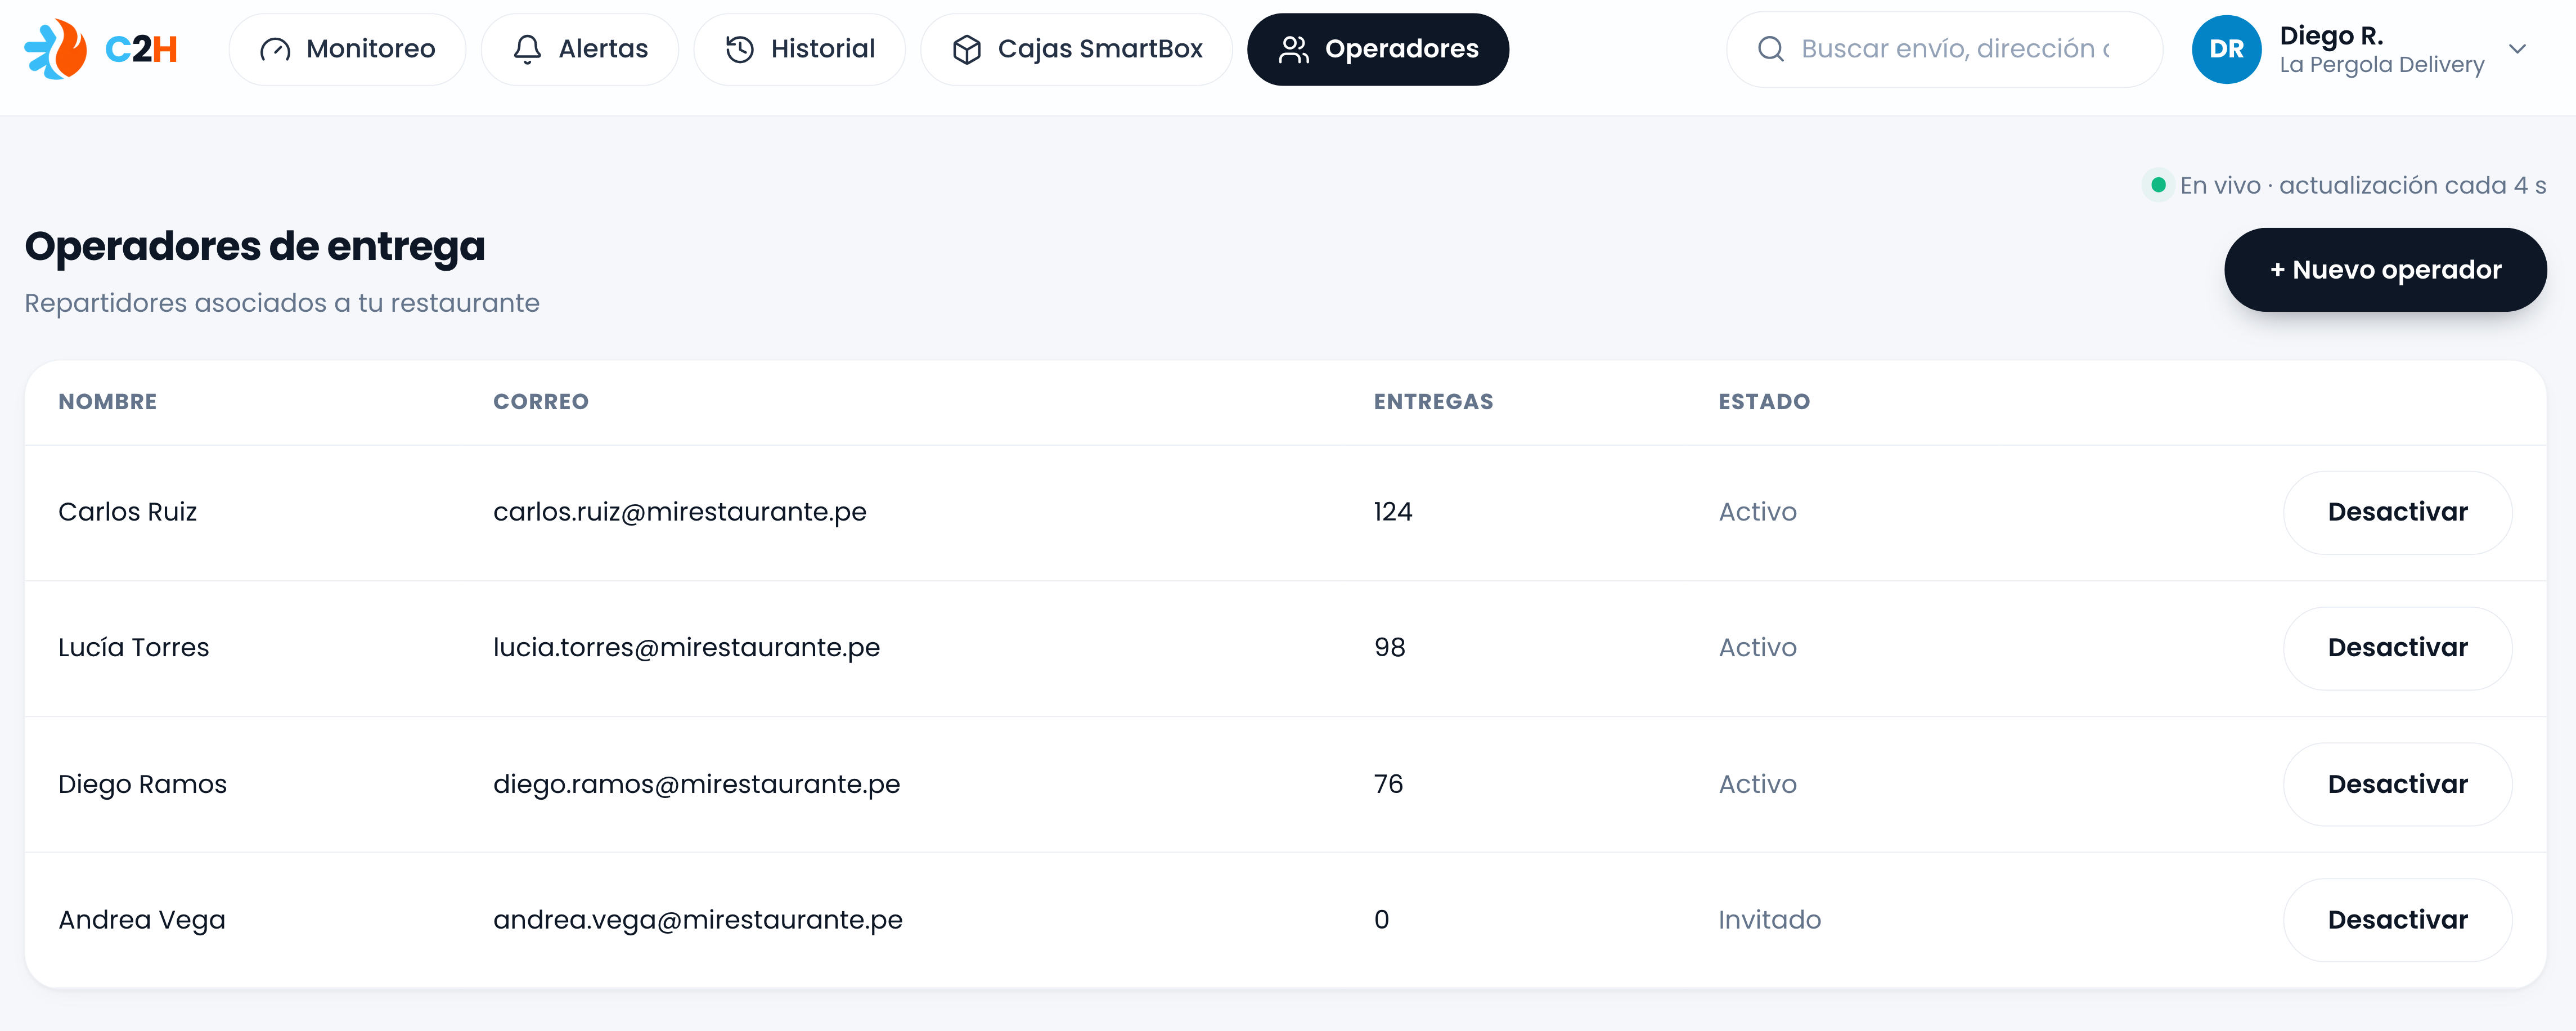 C2H
Monitoreo
Alertas
Historial
Cajas SmartBox
Operadores
Buscar envío, dirección
DR
Diego R.
La Pergola Delivery
En vivo · actualización cada 4 s
Operadores de entrega
Repartidores asociados a tu restaurante
+ Nuevo operador
NOMBRE CORREO ENTREGAS ESTADO
Carlos Ruiz carlos.ruiz@mirestaurante.pe 124 Activo Desactivar
Lucía Torres lucia.torres@mirestaurante.pe 98 Activo Desactivar
Diego Ramos diego.ramos@mirestaurante.pe 76 Activo Desactivar
Andrea Vega andrea.vega@mirestaurante.pe 0 Invitado Desactivar